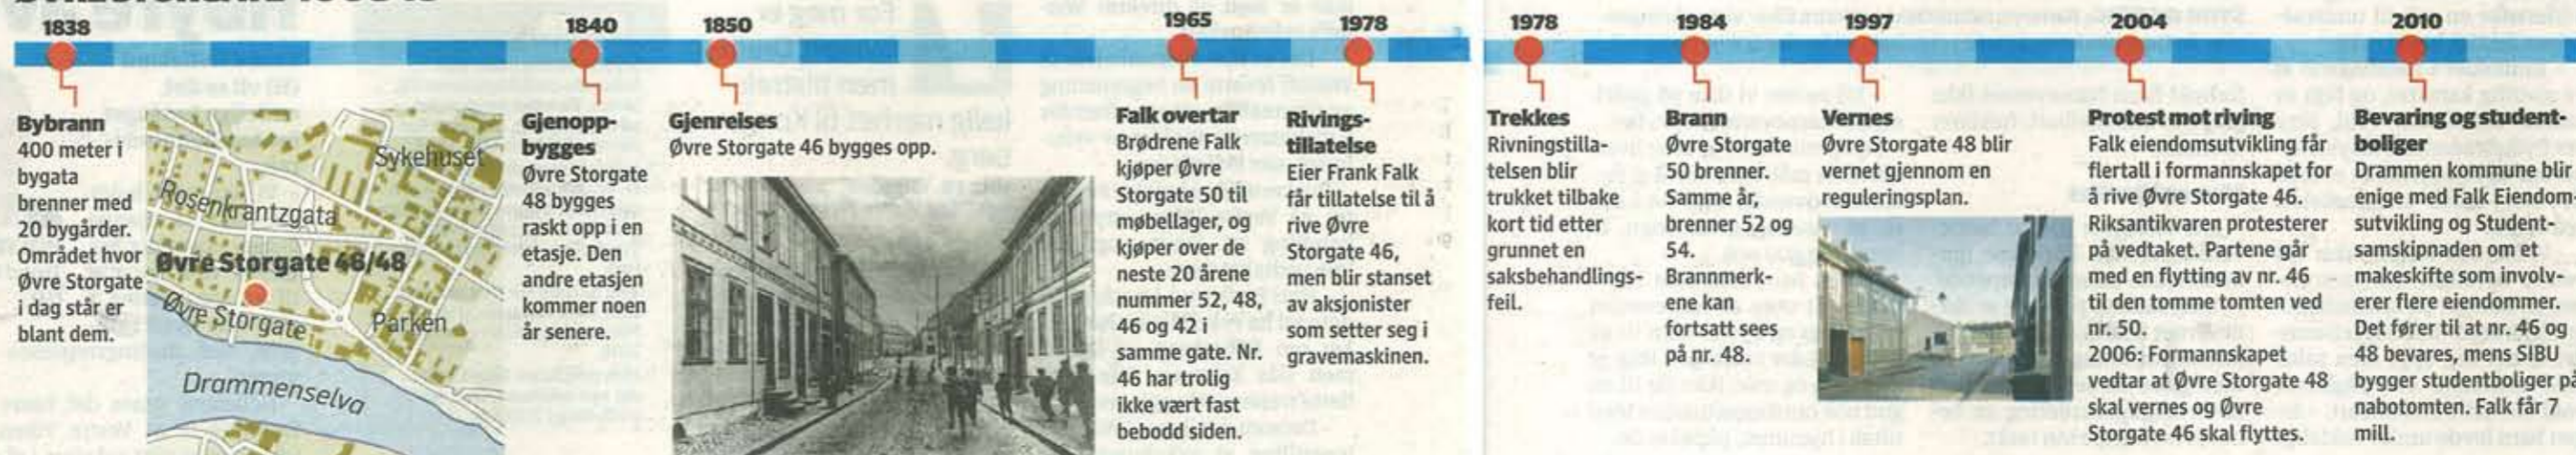 1838
Bybrann
400 meter i
bygata
brenner med
20 bygårder.
Området hvor
Øvre Storgate
i dag står er
blant dem.
Sykehuset
Rosenkrantzgata
Øvre Storgate 46/48
Øvre Storgate
Parken
Drammenselva
1840
Gjenopp-
bygges
Øvre Storgate
48 bygges
raskt opp i en
etasje. Den
andre etasjen
kommer noen
år senere.
1850
Gjenreises
Øvre Storgate 46 bygges opp.
1965
Falk overtar
Brødrene Falk
kjøper Øvre
Storgate 50 til
møbellager, og
kjøper over de
neste 20 årene
nummer 52, 48,
46 og 42 i
samme gate. Nr.
46 har trolig
ikke vært fast
bebodd siden.
1978
Rivings-
tillatelse
Eier Frank Falk
får tillatelse til å
rive Øvre
Storgate 46,
men blir stanset
av aksjonister
som setter seg i
gravemaskinen.
1978
Trekkes
Rivningstilla-
telsen blir
trukket tilbake
kort tid etter
grunnet en
saksbehandlings-
feil.
1984
Brann
Øvre Storgate
50 brenner.
Samme år,
brenner 52 og
54.
Brannmerk-
ene kan
fortsatt sees
på nr. 48.
1997
Vernes
Øvre Storgate 48 blir
vernet gjennom en
reguleringsplan.
2004
Protest mot riving
Falk eiendomsutvikling får
flertall i formannskapet for
å rive Øvre Storgate 46.
Riksantikvaren protesterer
på vedtaket. Partene går
med en flytting av nr. 46
til den tomme tomten ved
nr. 50.
2006: Formannskapet
vedtar at Øvre Storgate 48
skal vernes og Øvre
Storgate 46 skal flyttes.
2010
Bevaring og student-
boliger
Drammen kommune blir
enige med Falk Eiendom-
sutvikling og Student-
samskipnaden om et
makeskifte som involv-
erer flere eiendommer.
Det fører til at nr. 46 og
48 bevares, mens SIBU
bygger studentboliger på
nabotomten. Falk får 7
mill.